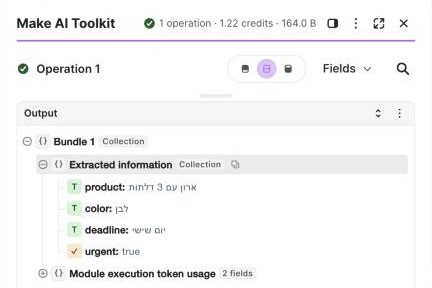 Make AI Toolkit 1 operation · 1.22 credits · 164.0 B
Operation 1 Fields
Output
{ } Bundle 1 Collection
{ } Extracted information Collection
T product: ארון עם 3 דלתות
T color: לבן
T deadline: יום שישי
urgent: true
{ } Module execution token usage 2 fields